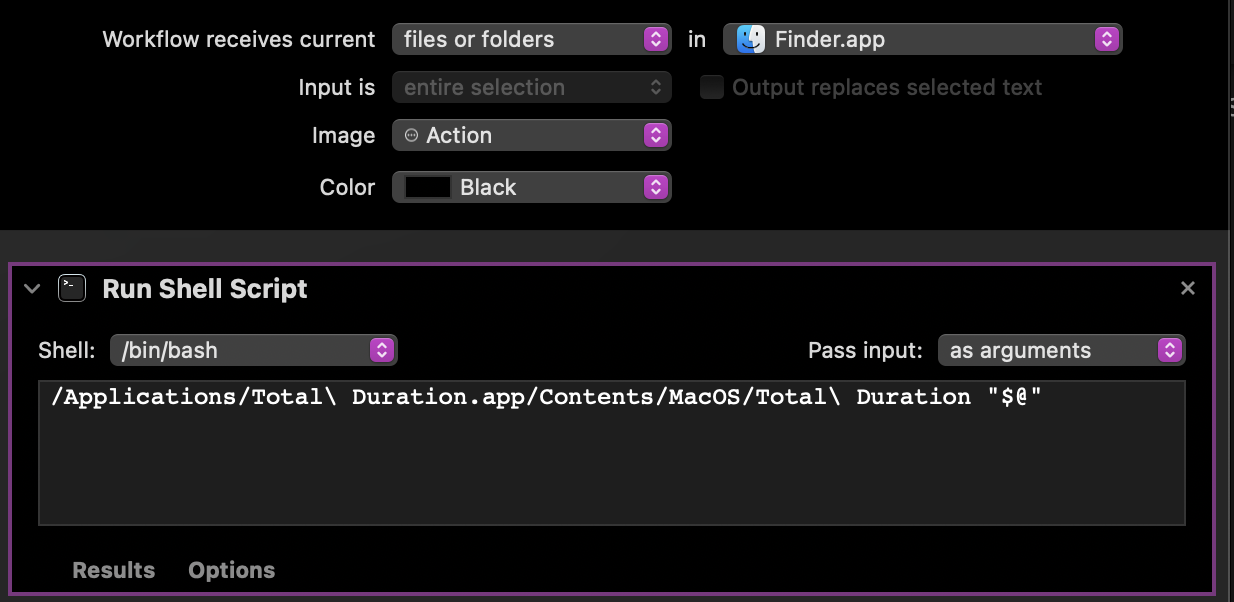 Workflow receives current files or folders in Finder.app
Input is entire selection Output replaces selected text
Image Action
Color Black
Run Shell Script
Shell: /bin/bash Pass input: as arguments
/Applications/Total\ Duration.app/Contents/MacOS/Total\ Duration "$@"
Results Options